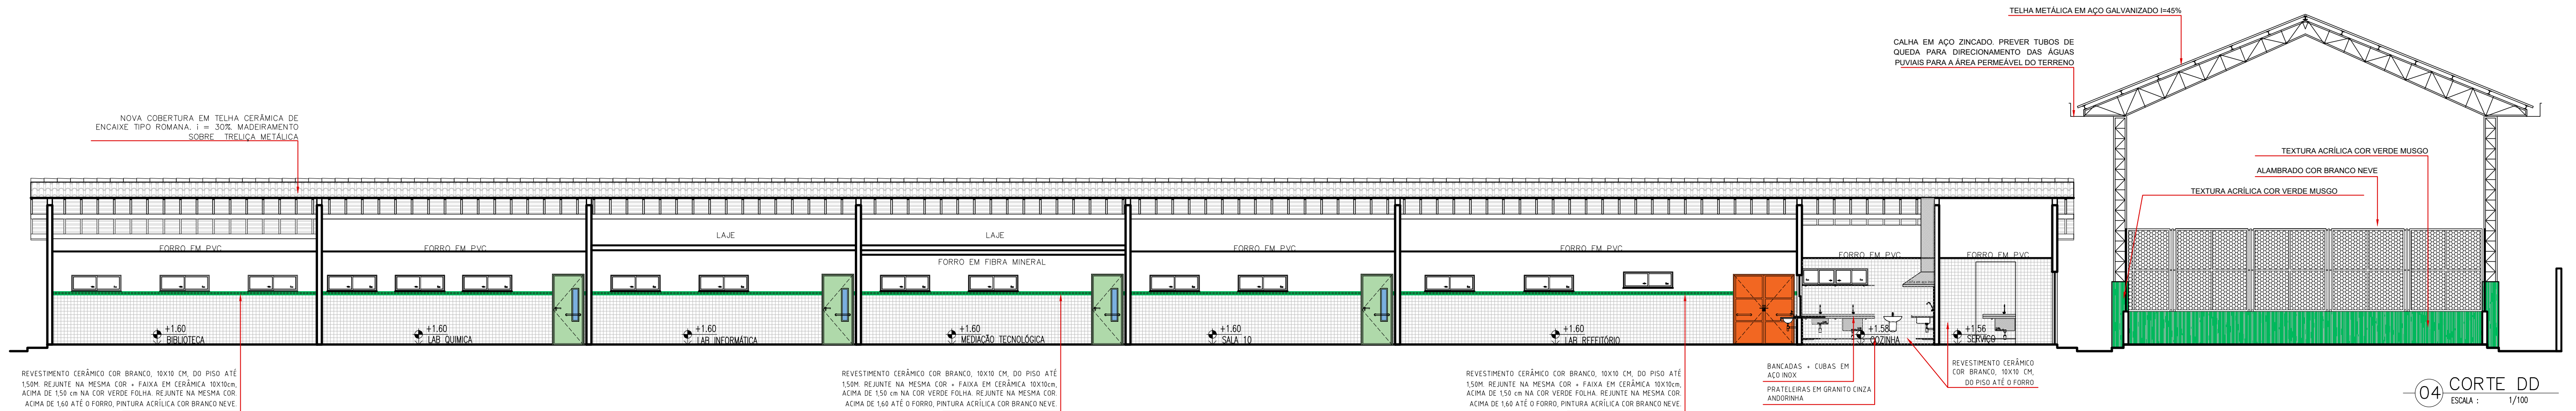 TELHA METÁLICA EM AÇO GALVANIZADO I=45%
CALHA EM AÇO ZINCADO. PREVER TUBOS DE
QUEDA PARA DIRECIONAMENTO DAS ÁGUAS
PUVIAIS PARA A ÁREA PERMEÁVEL DO TERRENO
NOVA COBERTURA EM TELHA CERÂMICA DE
ENCAIXE TIPO ROMANA. i = 30%. MADEIRAMENTO
SOBRE TRELIÇA METÁLICA
TEXTURA ACRÍLICA COR VERDE MUSGO
ALAMBRADO COR BRANCO NEVE
TEXTURA ACRÍLICA COR VERDE MUSGO
FORRO EM PVC
FORRO EM PVC
LAJE
LAJE
FORRO EM FIBRA MINERAL
FORRO EM PVC
FORRO EM PVC
FORRO EM PVC
FORRO EM PVC
+1.60
BIBLIOTECA
+1.60
LAB QUIMICA
+1.60
LAB INFORMÁTICA
+1.60
MEDIAÇÃO TECNOLÓGICA
+1.60
SALA 10
+1.60
LAB REFEITÓRIO
+1.58
COZINHA
+1.56
SERVIÇO
REVESTIMENTO CERÂMICO COR BRANCO, 10X10 CM, DO PISO ATÉ
1,50M. REJUNTE NA MESMA COR + FAIXA EM CERÂMICA 10X10cm,
ACIMA DE 1,50 cm NA COR VERDE FOLHA. REJUNTE NA MESMA COR.
ACIMA DE 1,60 ATÉ O FORRO, PINTURA ACRÍLICA COR BRANCO NEVE.
REVESTIMENTO CERÂMICO COR BRANCO, 10X10 CM, DO PISO ATÉ
1,50M. REJUNTE NA MESMA COR + FAIXA EM CERÂMICA 10X10cm,
ACIMA DE 1,50 cm NA COR VERDE FOLHA. REJUNTE NA MESMA COR.
ACIMA DE 1,60 ATÉ O FORRO, PINTURA ACRÍLICA COR BRANCO NEVE.
REVESTIMENTO CERÂMICO COR BRANCO, 10X10 CM, DO PISO ATÉ
1,50M. REJUNTE NA MESMA COR + FAIXA EM CERÂMICA 10X10cm,
ACIMA DE 1,50 cm NA COR VERDE FOLHA. REJUNTE NA MESMA COR.
ACIMA DE 1,60 ATÉ O FORRO, PINTURA ACRÍLICA COR BRANCO NEVE.
BANCADAS + CUBAS EM
AÇO INOX
PRATELEIRAS EM GRANITO CINZA
ANDORINHA
REVESTIMENTO CERÂMICO
COR BRANCO, 10X10 CM,
DO PISO ATÉ O FORRO
04 CORTE DD
ESCALA : 1/100